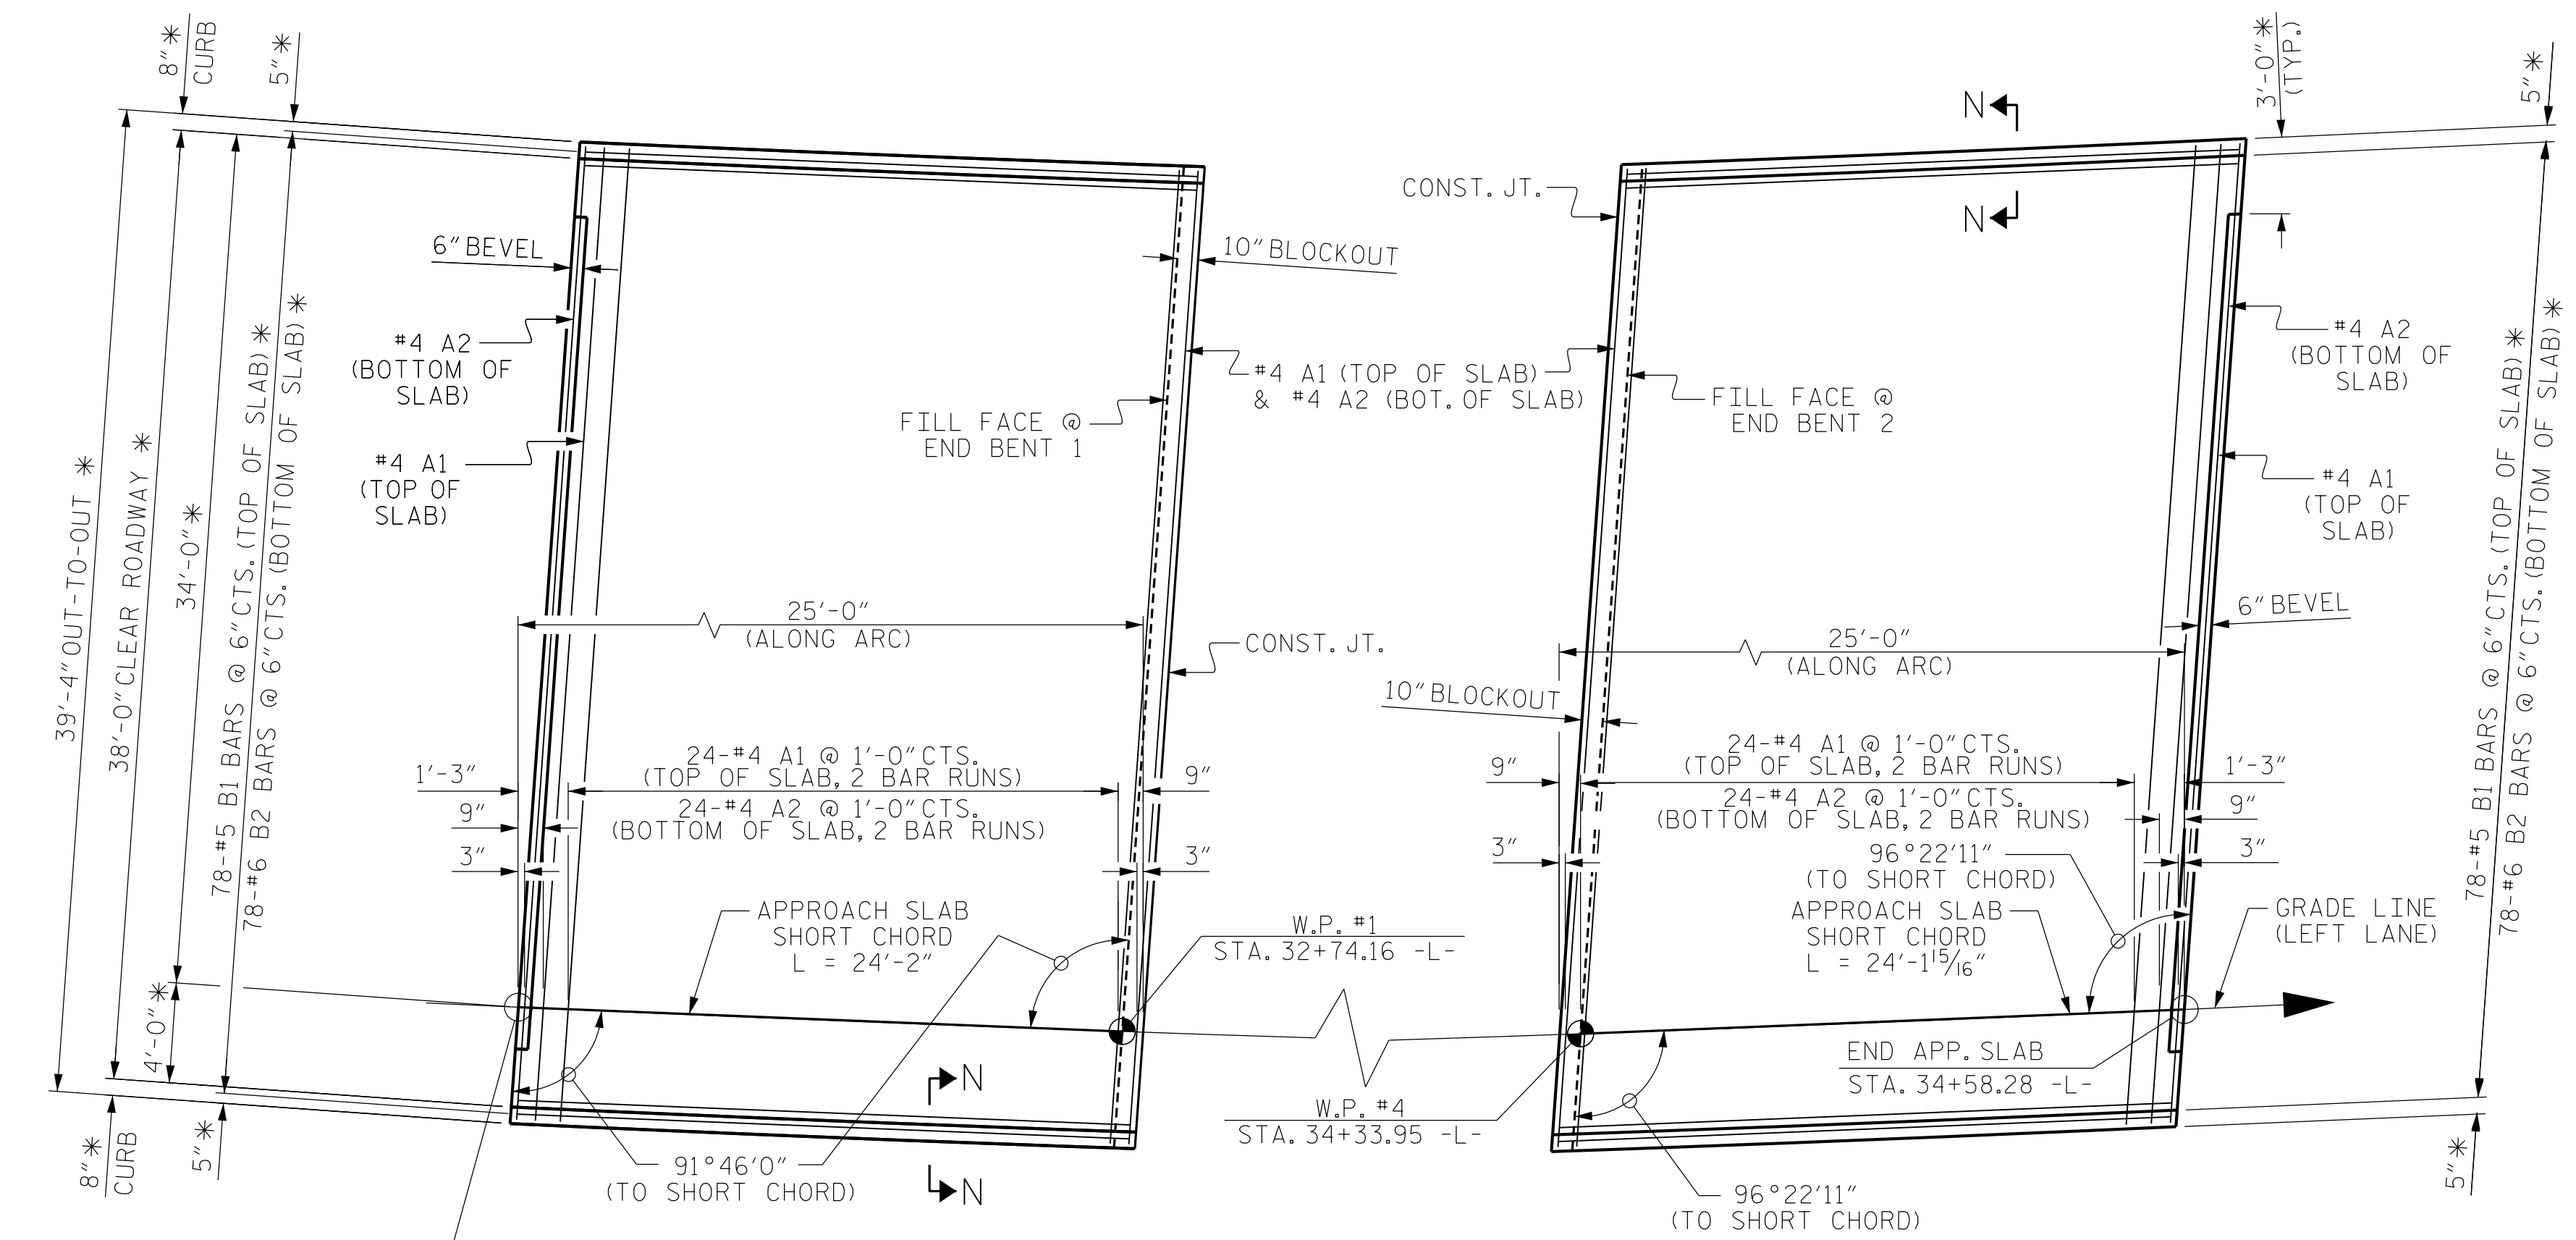 8"*
CURB
5"*
39'-4" OUT-TO-OUT *
38'-0" CLEAR ROADWAY *
34'-0"*
4'-0"*
78-#5 B1 BARS @ 6" CTS. (TOP OF SLAB)*
78-#6 B2 BARS @ 6" CTS. (BOTTOM OF SLAB)*
8"*
CURB
5"*
6" BEVEL
#4 A2
(BOTTOM OF
SLAB)
#4 A1
(TOP OF
SLAB)
10" BLOCKOUT
#4 A1 (TOP OF SLAB)
& #4 A2 (BOT. OF SLAB)
FILL FACE @
END BENT 1
25'-0"
(ALONG ARC)
CONST. JT.
1'-3"
9"
3"
24-#4 A1 @ 1'-0" CTS.
(TOP OF SLAB, 2 BAR RUNS)
24-#4 A2 @ 1'-0" CTS.
(BOTTOM OF SLAB, 2 BAR RUNS)
9"
3"
APPROACH SLAB
SHORT CHORD
L = 24'-2"
W.P. #1
STA. 32+74.16 -L-
N
N
91°46'0"
(TO SHORT CHORD)
CONST. JT.
N
N
3'-0"*
(TYP.)
5"*
FILL FACE @
END BENT 2
#4 A2
(BOTTOM OF
SLAB)
#4 A1
(TOP OF
SLAB)
6" BEVEL
25'-0"
(ALONG ARC)
10" BLOCKOUT
9"
3"
24-#4 A1 @ 1'-0" CTS.
(TOP OF SLAB, 2 BAR RUNS)
24-#4 A2 @ 1'-0" CTS.
(BOTTOM OF SLAB, 2 BAR RUNS)
1'-3"
9"
3"
96°22'11"
(TO SHORT CHORD)
APPROACH SLAB
SHORT CHORD
L = 24'-1 15/16"
GRADE LINE
(LEFT LANE)
END APP. SLAB
STA. 34+58.28 -L-
W.P. #4
STA. 34+33.95 -L-
96°22'11"
(TO SHORT CHORD)
78-#5 B1 BARS @ 6" CTS. (TOP OF SLAB)*
78-#6 B2 BARS @ 6" CTS. (BOTTOM OF SLAB)*
5"*